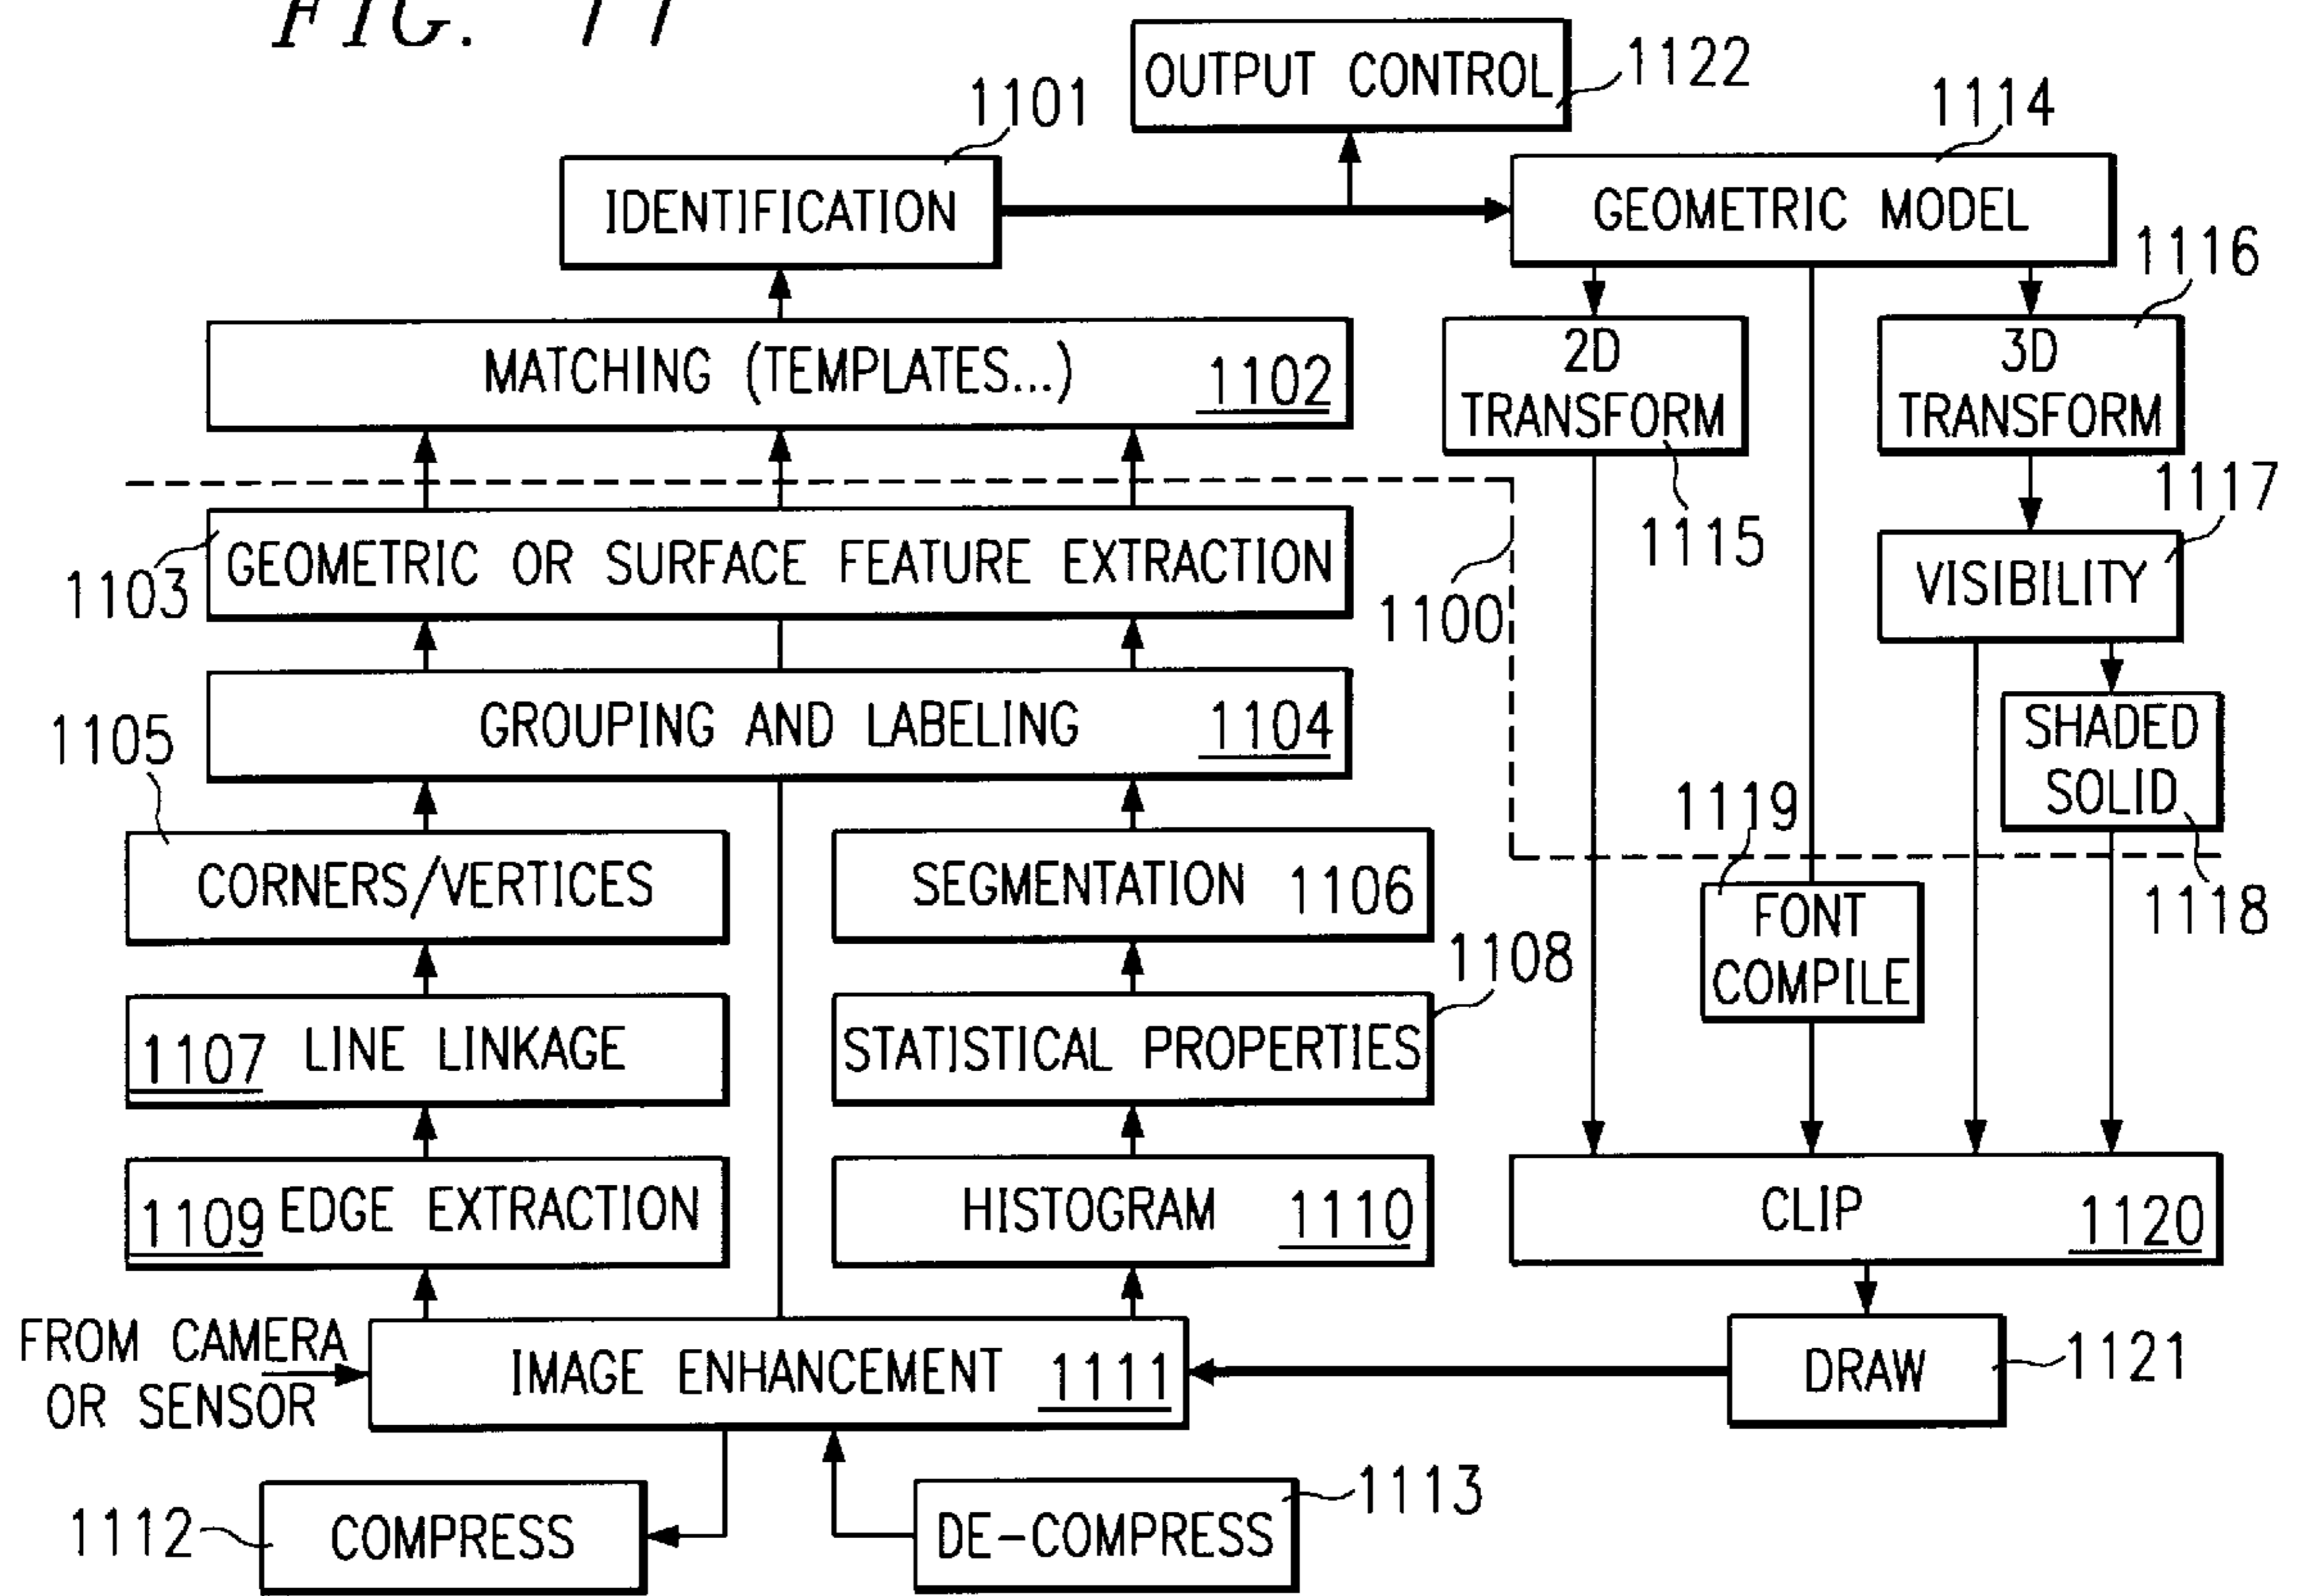 FIG. 11
OUTPUT CONTROL
1122
1101
1114
IDENTIFICATION
GEOMETRIC MODEL
1116
MATCHING (TEMPLATES...) 1102
2D
TRANSFORM
3D
TRANSFORM
1115
1117
1103
GEOMETRIC OR SURFACE FEATURE EXTRACTION
1100
VISIBILITY
GROUPING AND LABELING 1104
SHADED
SOLID
1105
1119
1118
CORNERS/VERTICES
SEGMENTATION 1106
FONT
COMPILE
1108
1107 LINE LINKAGE
STATISTICAL PROPERTIES
1109 EDGE EXTRACTION
HISTOGRAM 1110
CLIP 1120
FROM CAMERA
OR SENSOR
IMAGE ENHANCEMENT 1111
DRAW
1121
1112
COMPRESS
DE-COMPRESS
1113